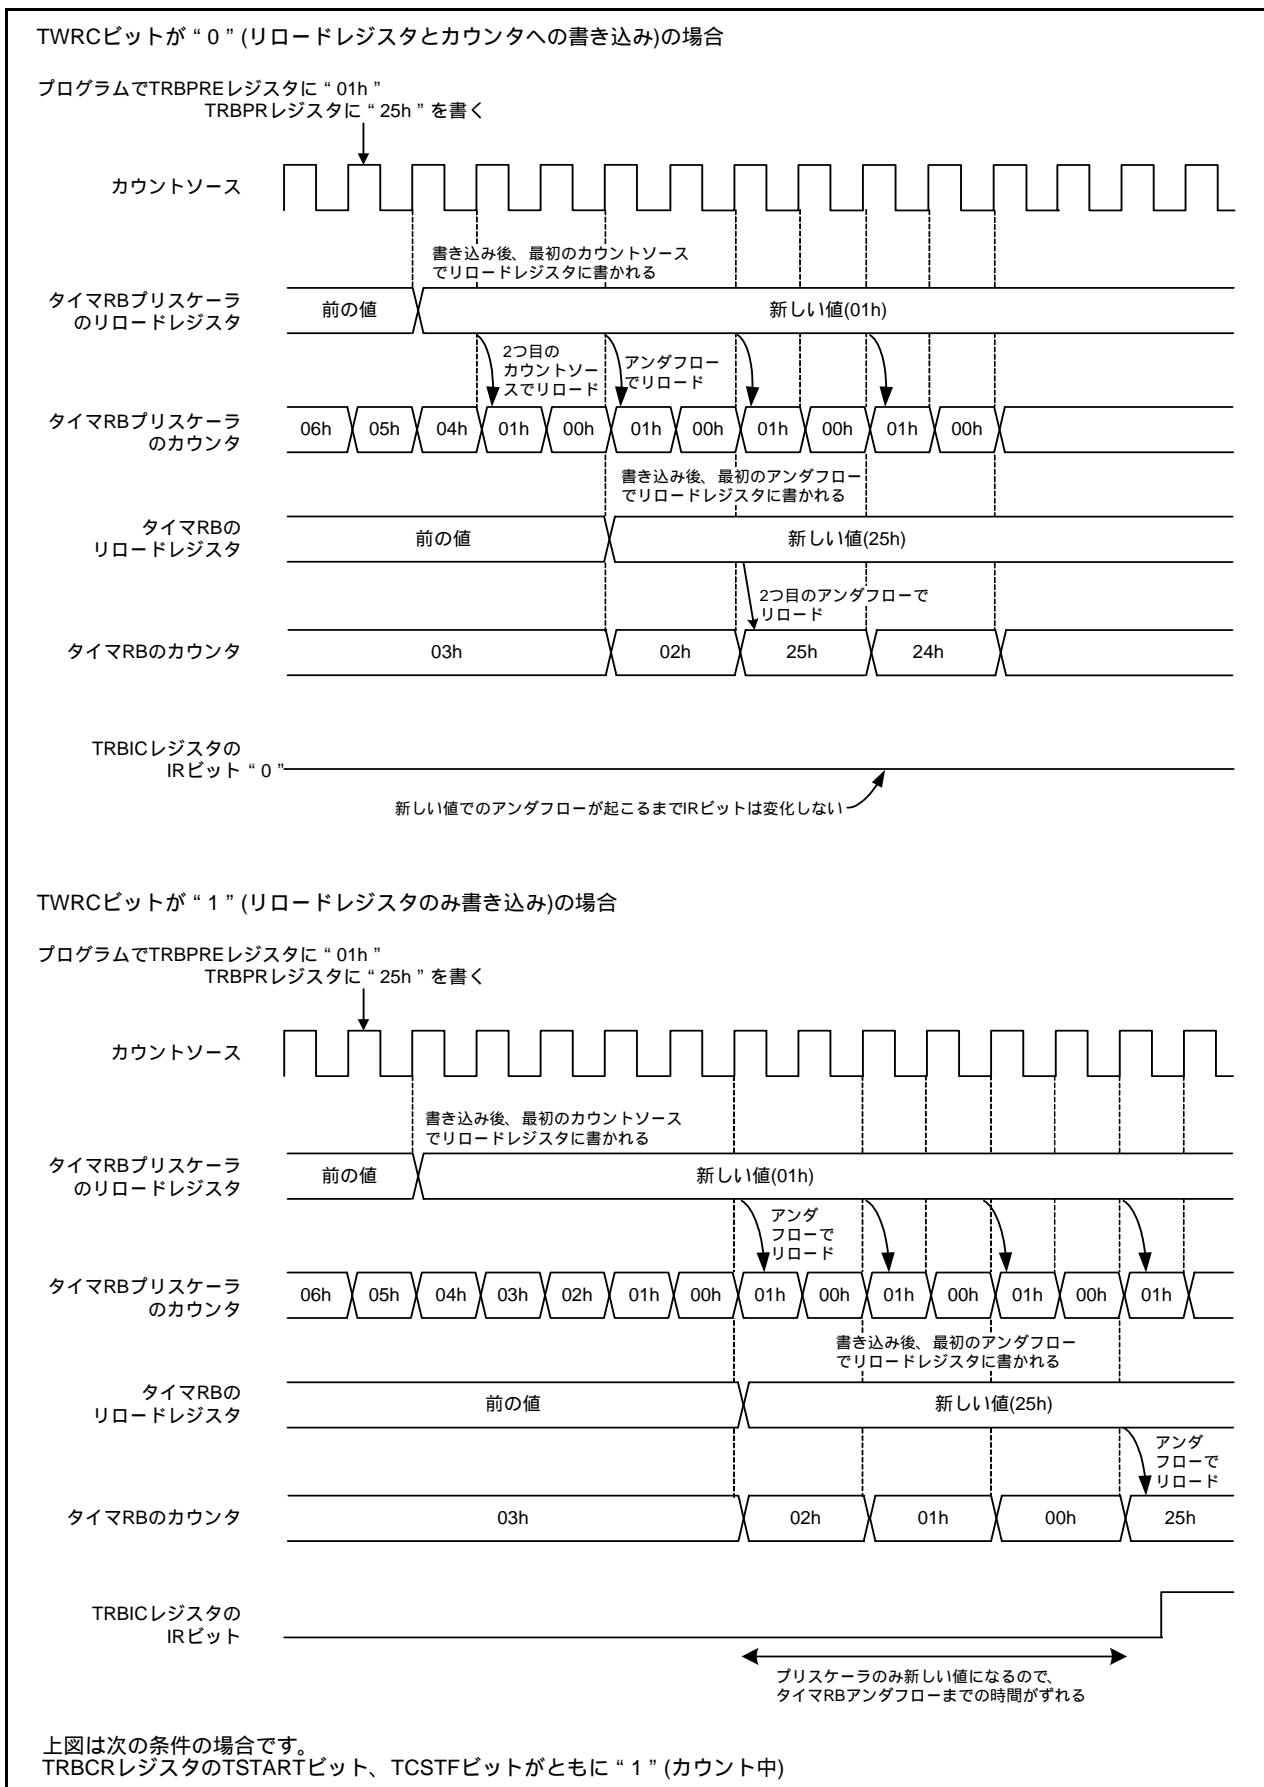 TWRCビットが“0”(リロードレジスタとカウンタへの書き込み)の場合
プログラムでTRBPREレジスタに“01h”
TRBPRレジスタに“25h”を書く
カウントソース
書き込み後、最初のカウントソース
でリロードレジスタに書かれる
タイマRBプリスケーラ
のリロードレジスタ
前の値
新しい値(01h)
2つ目の
カウントソー
スでリロード
アンダフロー
でリロード
タイマRBプリスケーラ
のカウンタ
06h 05h 04h 01h 00h 01h 00h 01h 00h 01h 00h
書き込み後、最初のアンダフロー
でリロードレジスタに書かれる
タイマRBの
リロードレジスタ
前の値
新しい値(25h)
2つ目のアンダフローで
リロード
タイマRBのカウンタ
03h 02h 25h 24h
TRBICレジスタの
IRビット“0”
新しい値でのアンダフローが起こるまでIRビットは変化しない
TWRCビットが“1”(リロードレジスタのみ書き込み)の場合
プログラムでTRBPREレジスタに“01h”
TRBPRレジスタに“25h”を書く
カウントソース
書き込み後、最初のカウントソース
でリロードレジスタに書かれる
タイマRBプリスケーラ
のリロードレジスタ
前の値
新しい値(01h)
アンダ
フローで
リロード
タイマRBプリスケーラ
のカウンタ
06h 05h 04h 03h 02h 01h 00h 01h 00h 01h 00h 01h 00h 01h
書き込み後、最初のアンダフロー
でリロードレジスタに書かれる
タイマRBの
リロードレジスタ
前の値
新しい値(25h)
アンダ
フローで
リロード
タイマRBのカウンタ
03h 02h 01h 00h 25h
TRBICレジスタの
IRビット
プリスケーラのみ新しい値になるので、
タイマRBアンダフローまでの時間がずれる
上図は次の条件の場合です。
TRBCRレジスタのTSTARTビット、TCSTFビットがともに“1”(カウント中)